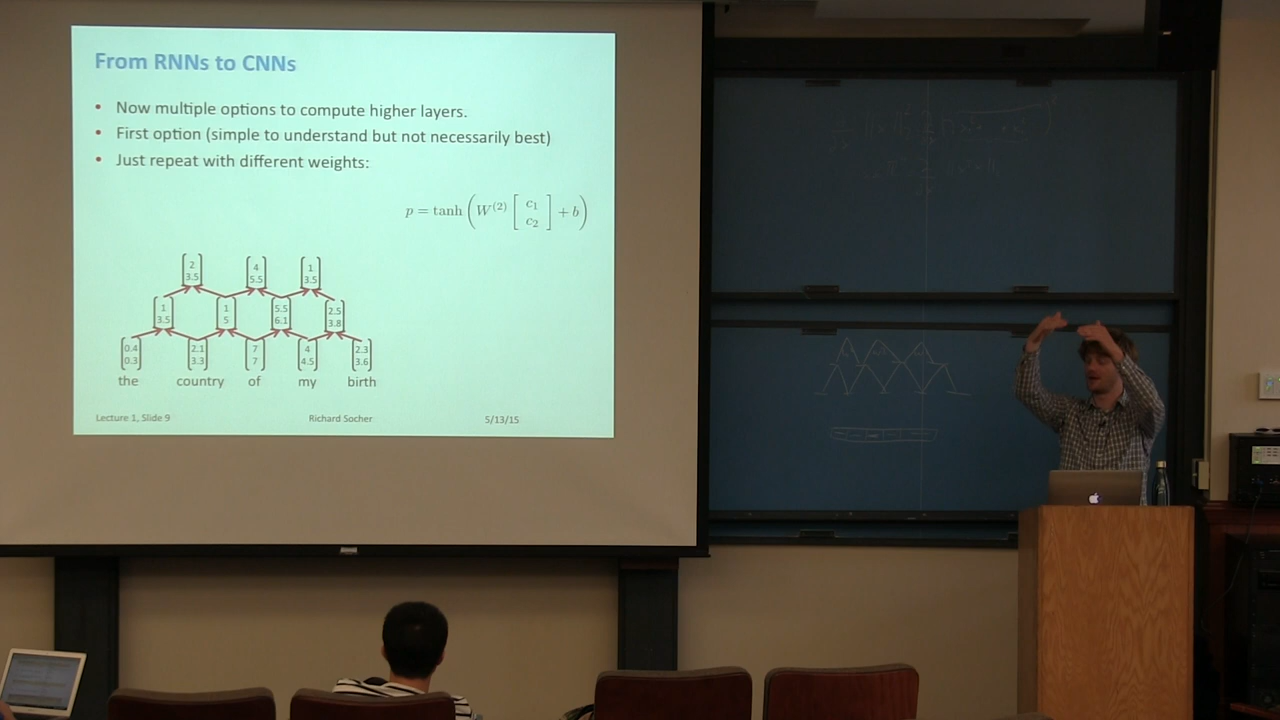 From RNNs to CNNs
• Now multiple options to compute higher layers.
• First option (simple to understand but not necessarily best)
• Just repeat with different weights:
p = tanh ( W(2) [ c1 c2 ] + b )
2 4 1
3.5 5.5 3.5
1 1 5.5 2.5
3.5 5 6.1 3.8
0.4 2.1 7 4 2.3
0.3 3.3 7 4.5 3.6
the country of my birth
Lecture 1, Slide 9 Richard Socher 5/13/15